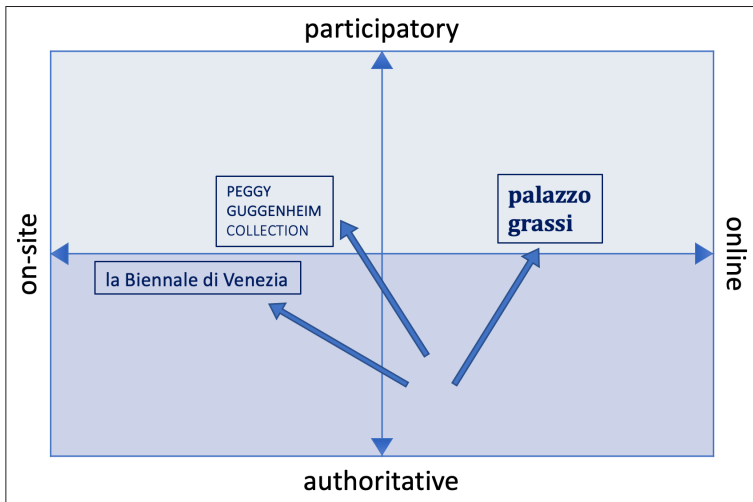 participatory
PEGGY
GUGGENHEIM
COLLECTION
palazzo
grassi
on-site
online
la Biennale di Venezia
authoritative